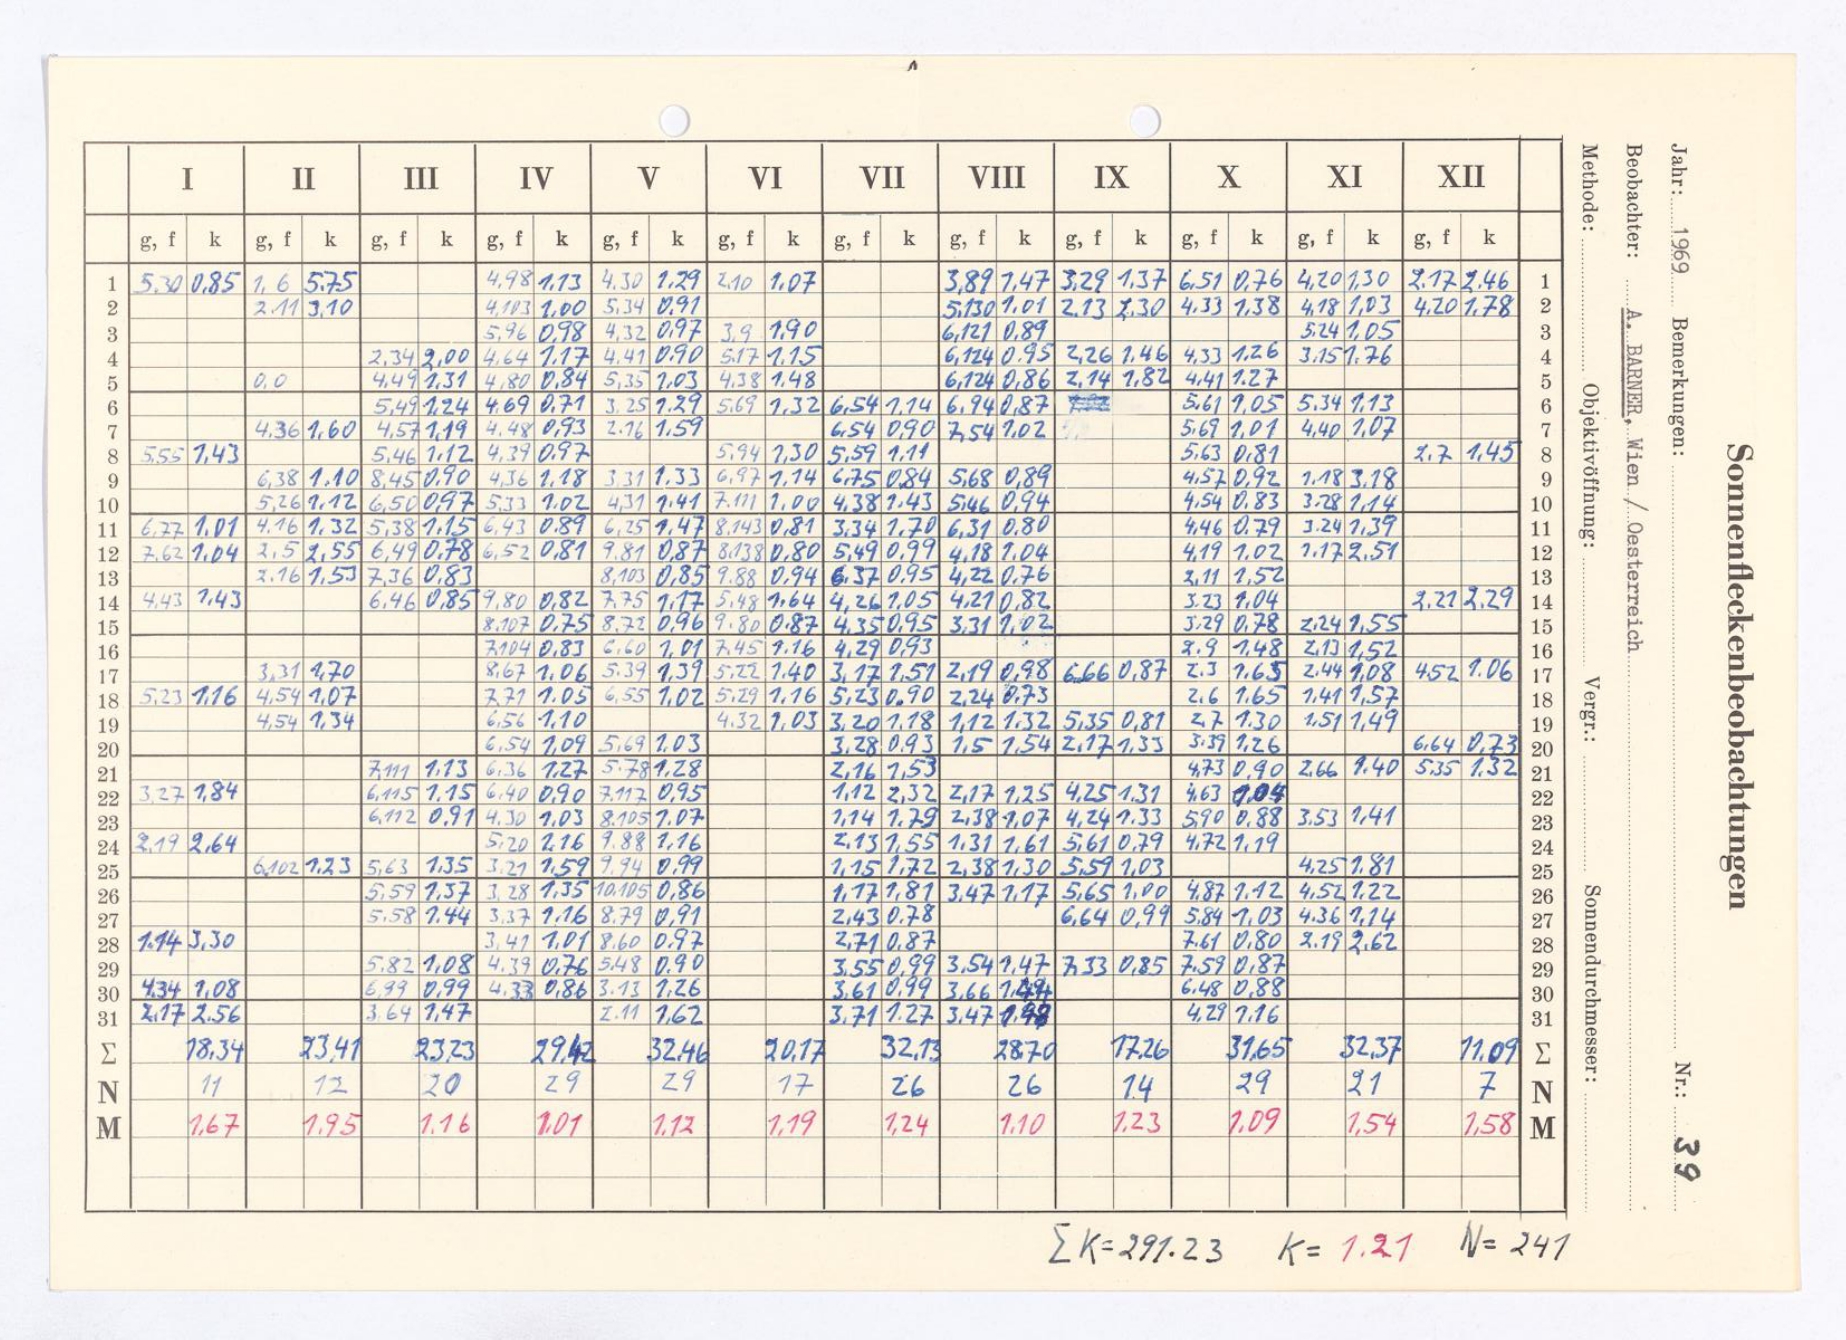 I II III IV V VI VII VIII IX X XI XII
g, f k g, f k g, f k g, f k g, f k g, f k g, f k g, f k g, f k g, f k g, f k g, f k
1 5.30 0,85 1,6 5.75 4,98 1.13 4.30 1.29 2.10 1.07 3,89 1,47 3,29 1,37 6,51 0,76 4,20 1,30 2.17 2.46 1
2 2.11 3,10 4,103 1,00 5,34 0,91 5,130 1.01 2.13 2,30 4.33 1,38 4,18 1,03 4,20 1.78 2
3 5,96 0,98 4,32 0,97 3,9 1.90 6,121 0.89 5.24 1,05 3
4 2,34 2,00 4.64 1.17 4.41 0.90 5.17 1.15 6,124 0.95 2,26 1.46 4,33 1.26 3.15 1.76 4
5 0,0 4.49 1.31 4,80 0,84 5,35 1,03 4.38 1.48 6,124 0,86 2,14 1,82 4,41 1.27 5
6 5,49 1.24 4.69 0.71 3,25 1.29 5.69 1,32 6,54 1.14 6,94 0,87 5,61 1,05 5.34 1,13 6
7 4.36 1,60 4,57 1,19 4,48 0,93 2.16 1.59 6,54 0,90 7,54 1.02 5,69 1,01 4,40 1,07 7
8 5.55 1,43 5.46 1.12 4,39 0,97 5,94 1,30 5,59 1.11 5,63 0,81 2.7 1,45 8
9 6,38 1.10 8,45 0.90 4,36 1.18 3,31 1.33 6,97 1.14 6,75 0,84 5.68 0,89 4,57 0,92 1.18 3,18 9
10 5,26 1,12 6,50 0,97 5,33 1.02 4,31 1.41 7.111 1.00 4,38 1.43 5,46 0,94 4.54 0,83 3.28 1,14 10
11 6,77 1,01 4.16 1.32 5,38 1.15 6,43 0,89 6,25 1.47 8,143 0,81 3.34 1,70 6,31 0.80 4,46 0,79 3.24 1,39 11
12 7.62 1,04 2,5 2,55 6,49 0,78 6,52 0,81 9.81 0,87 8.138 0,80 5,49 0,99 4,18 1,04 4,19 1.02 1.17 2,51 12
13 2.16 1,53 7,36 0,83 8,103 0,85 9.88 0,94 6.37 0,95 4,22 0,76 2,11 1,52 13
14 4,43 1,43 6,46 0,85 9,80 0,82 7.75 1,17 5,48 1,64 4,26 1.05 4,21 0,82 3.23 1.04 2,21 2,29 14
15 8,107 0.75 8,72 0,96 9.80 0.87 4.35 0,95 3,31 1,02 3.29 0,78 2.24 1,55 15
16 7.104 0,83 6,60 1,01 7.45 1.16 4,29 0,93 2.9 1,48 2,13 1,52 16
17 3,31 1,70 8,67 1.06 5.39 1,39 5,22 1.40 3,17 1.51 2,19 0,98 6,66 0,87 2.3 1.65 2.44 1,08 4,52 1.06 17
18 5,23 1.16 4,54 1.07 7,71 1.05 6,55 1,02 5,29 1.16 5,23 0.90 2,24 0,73 2.6 1.65 1.41 1,57 18
19 4,54 1,34 6,56 1,10 4.32 1,03 3,20 1,18 1,12 1.32 5,35 0,81 2,7 1.30 1.51 1,49 19
20 6,54 1,09 5,69 1.03 3,28 0,93 1,5 1,54 2,17 1,33 3.39 1,26 6,64 0,73 20
21 7,111 1.13 6,36 1.27 5.78 1.28 2,16 1,53 4,73 0,90 2.66 1.40 5,35 1.32 21
22 3,27 1,84 6,115 1.15 6,40 0,90 7.117 0,95 1,12 2,32 2,17 1,25 4,25 1.31 4,63 1,04 22
23 6,112 0,91 4.30 1.03 8.105 1.07 1,14 1.79 2,38 1,07 4,24 1.33 5,90 0.88 3.53 1,41 23
24 2.19 2,64 5,20 1.16 9.88 1,16 2.13 1,55 1.31 1,61 5,61 0,79 4,72 1,19 24
25 6,102 1.23 5,63 1.35 3.21 1,59 9.94 0,99 1,15 1,72 2,38 1,30 5,59 1,03 4,25 1.81 25
26 5.59 1.37 3,28 1.35 10.105 0,86 1,17 1,81 3.47 1.17 5,65 1,00 4.87 1.12 4,52 1.22 26
27 5.58 1.44 3,37 1.16 8.79 0,91 2,43 0.78 6,64 0,99 5.84 1,03 4.36 1,14 27
28 1.14 3,30 3,41 1,01 8.60 0.97 2,71 0,87 7.61 0,80 2.19 2,62 28
29 5.82 1,08 4.39 0,76 5.48 0.90 3.55 0,99 3,54 1,47 7,33 0,85 7,59 0,87 29
30 4.34 1,08 6,99 0,99 4.33 0,86 3.13 1,26 3,61 0,99 3,66 6.48 0,88 30
31 2,17 2.56 3.64 1,47 2.11 1,62 3,71 1.27 3.47 4,29 1.16 31
Σ 18.34 23,41 23,23 29,42 32.46 20,17 32,13 28.70 17.26 31,65 32,37 11.09 Σ
N 11 12 20 29 29 17 26 26 14 29 21 7 N
M 1,67 1.95 1.16 1.01 1.12 1,19 1,24 1.10 1.23 1.09 1,54 1,58 M
ΣK=291.23 K= 1.21 N= 241
Sonnenfleckenbeobachtungen
Jahr: 1969 Bemerkungen: Nr.: 39
Beobachter: A. BARNER, Wien / Oesterreich
Methode: Objektivöffnung: Vergr.: Sonnendurchmesser: